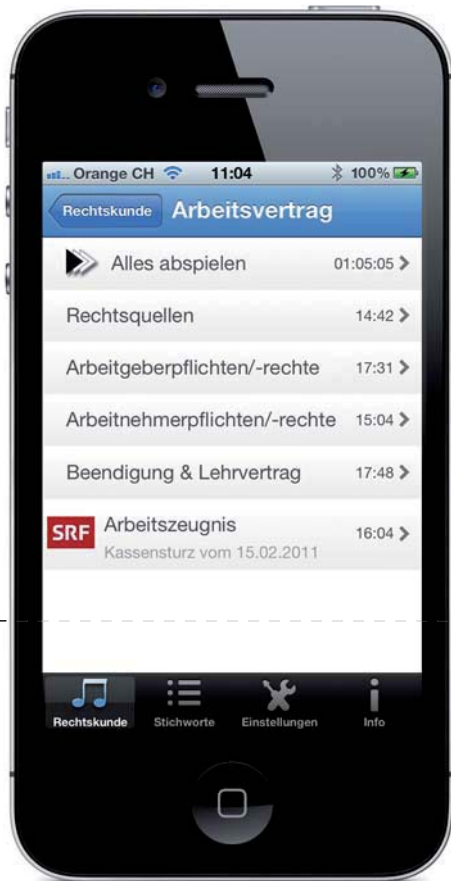 Orange CH 11:04 100%
Rechtskunde Arbeitsvertrag
Alles abspielen 01:05:05
Rechtsquellen 14:42
Arbeitgeberpflichten/-rechte 17:31
Arbeitnehmerpflichten/-rechte 15:04
Beendigung & Lehrvertrag 17:48
SRF Arbeitszeugnis 16:04
Kassensturz vom 15.02.2011
Rechtskunde Stichworte Einstellungen Info